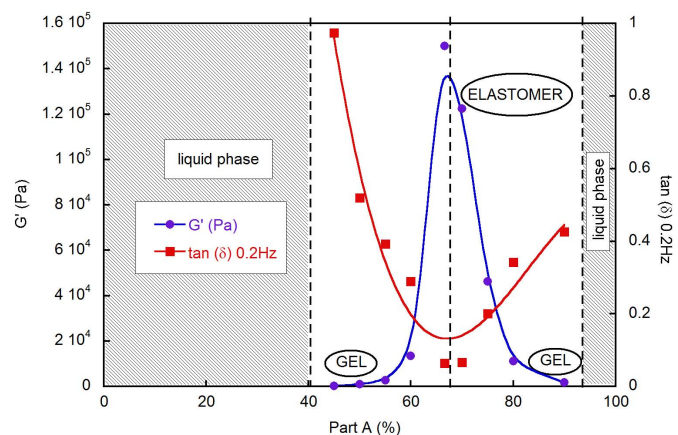 1.6 10⁵
1.4 10⁵
1.2 10⁵
1 10⁵
8 10⁴
6 10⁴
4 10⁴
2 10⁴
0
G' (Pa)
liquid phase
G' (Pa)
tan (δ) 0.2Hz
GEL
ELASTOMER
GEL
liquid phase
1
0.8
0.6
0.4
0.2
0
tan (δ) 0.2Hz
0 20 40 60 80 100
Part A (%)